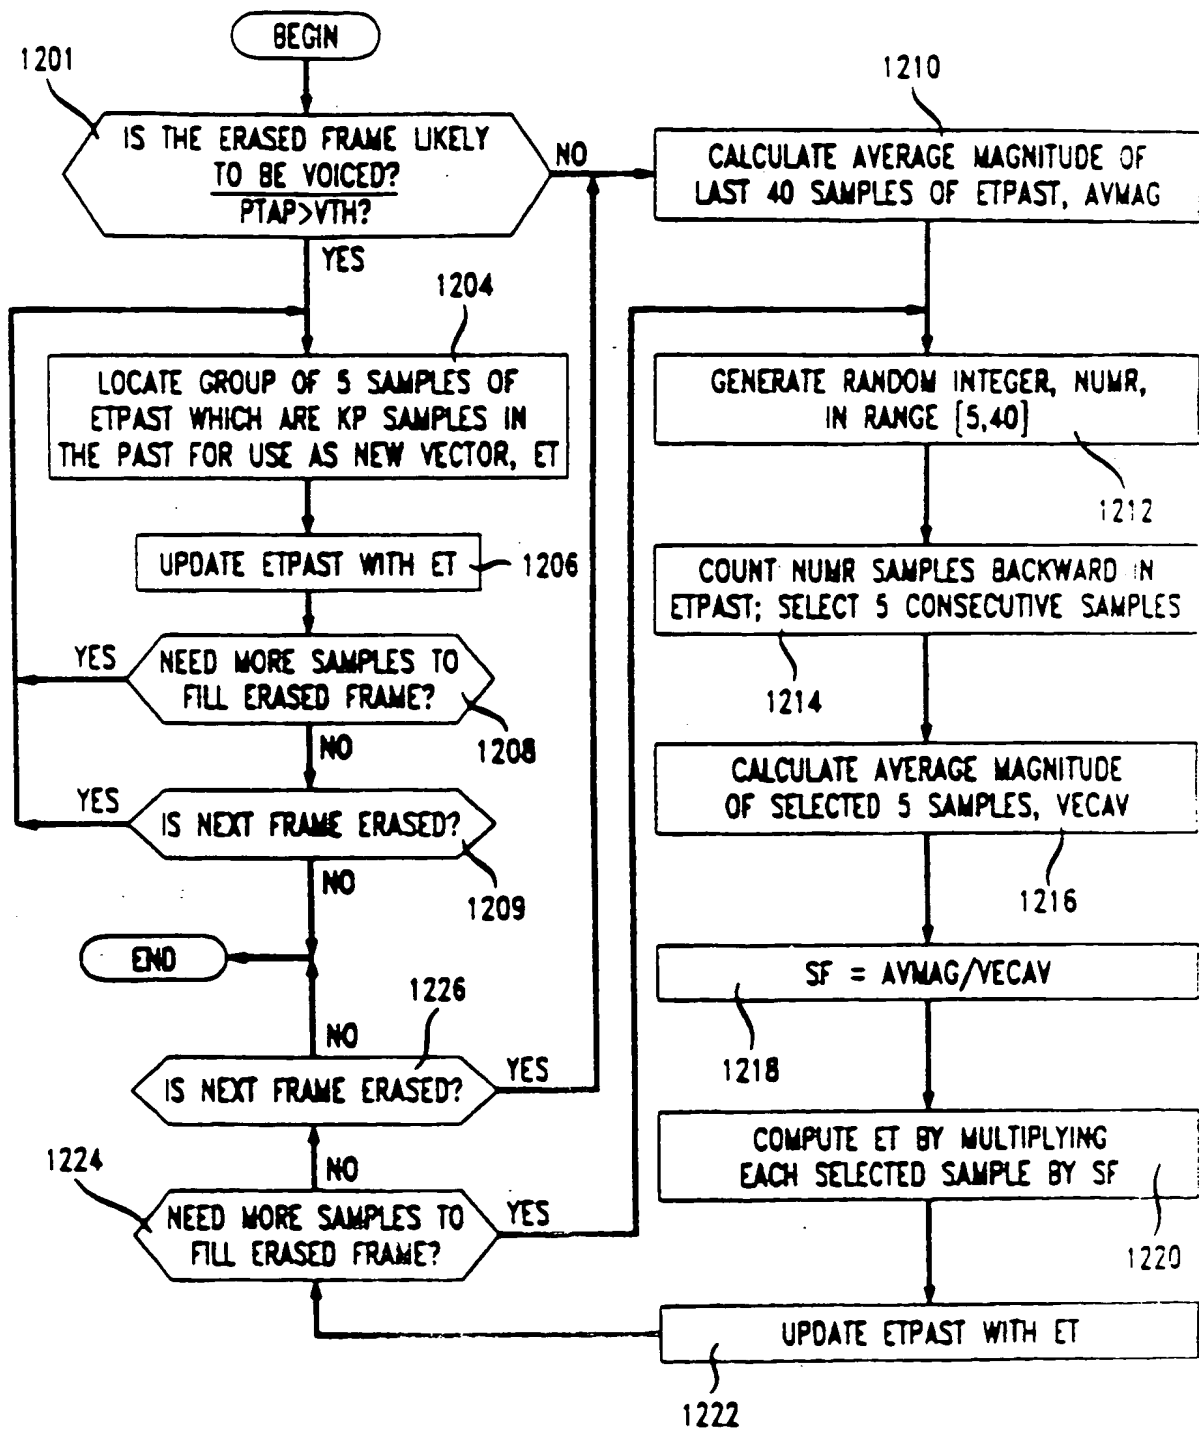 BEGIN
1201
IS THE ERASED FRAME LIKELY
TO BE VOICED?
PTAP>VTH?
NO
YES
1204
LOCATE GROUP OF 5 SAMPLES OF
ETPAST WHICH ARE KP SAMPLES IN
THE PAST FOR USE AS NEW VECTOR, ET
UPDATE ETPAST WITH ET
1206
YES
NEED MORE SAMPLES TO
FILL ERASED FRAME?
1208
NO
YES
IS NEXT FRAME ERASED?
1209
NO
END
1226
NO
IS NEXT FRAME ERASED?
YES
1224
NO
NEED MORE SAMPLES TO
FILL ERASED FRAME?
YES
1210
CALCULATE AVERAGE MAGNITUDE OF
LAST 40 SAMPLES OF ETPAST, AVMAG
GENERATE RANDOM INTEGER, NUMR,
IN RANGE [5,40]
1212
COUNT NUMR SAMPLES BACKWARD IN
ETPAST; SELECT 5 CONSECUTIVE SAMPLES
1214
CALCULATE AVERAGE MAGNITUDE
OF SELECTED 5 SAMPLES, VECAV
1216
SF = AVMAG/VECAV
1218
COMPUTE ET BY MULTIPLYING
EACH SELECTED SAMPLE BY SF
1220
UPDATE ETPAST WITH ET
1222